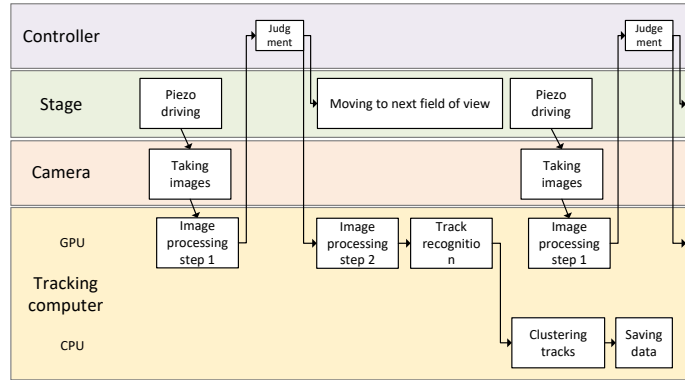 Controller
Judg
ment
Judge
ment
Stage
Piezo
driving
Moving to next field of view
Piezo
driving
Camera
Taking
images
Taking
images
Tracking
computer
GPU
Image
processing
step 1
Image
processing
step 2
Track
recognitio
n
Image
processing
step 1
CPU
Clustering
tracks
Saving
data